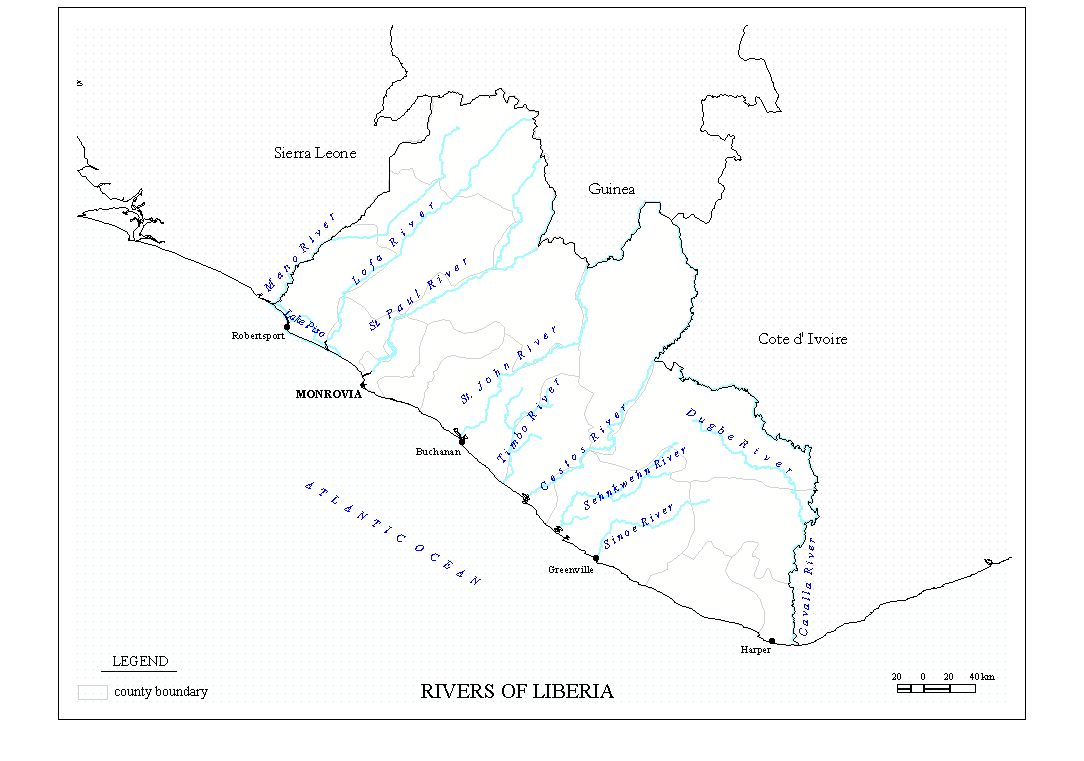 Sierra Leone
Guinea
Mano River
Lofa River
St. Paul River
Lake Piso
Robertsport
Cote d' Ivoire
St. John River
MONROVIA
Timbo River
Cestos River
Dugbe River
Buchanan
Sehnkwehn River
ATLANTIC OCEAN
Sinoe River
Greenville
Cavalla River
Harper
LEGEND
county boundary
RIVERS OF LIBERIA
20 0 20 40 km